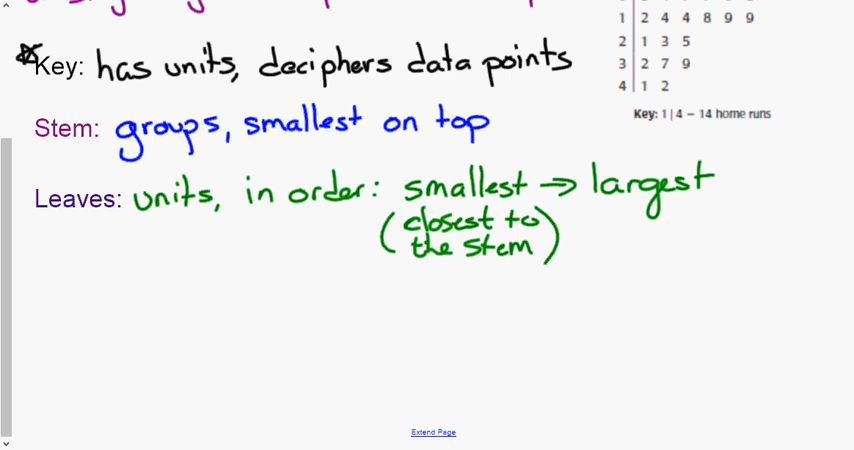 1 | 2 4 4 8 9 9
2 | 1 3 5
3 | 2 7 9
4 | 1 2
Key: 1 | 4 – 14 home runs
Key: has units, deciphers data points
Stem: groups, smallest on top
Leaves: units, in order: smallest → largest
(closest to
the stem)
Extend Page